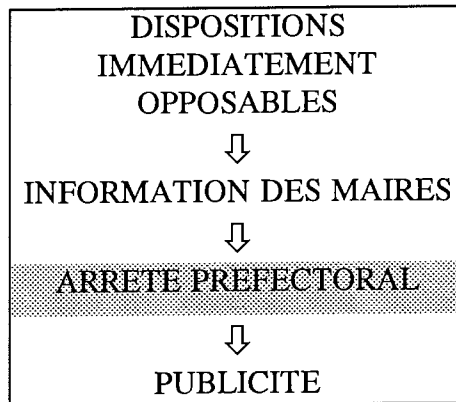 DISPOSITIONS
IMMEDIATEMENT
OPPOSABLES
INFORMATION DES MAIRES
ARRETE PREFECTORAL
PUBLICITE